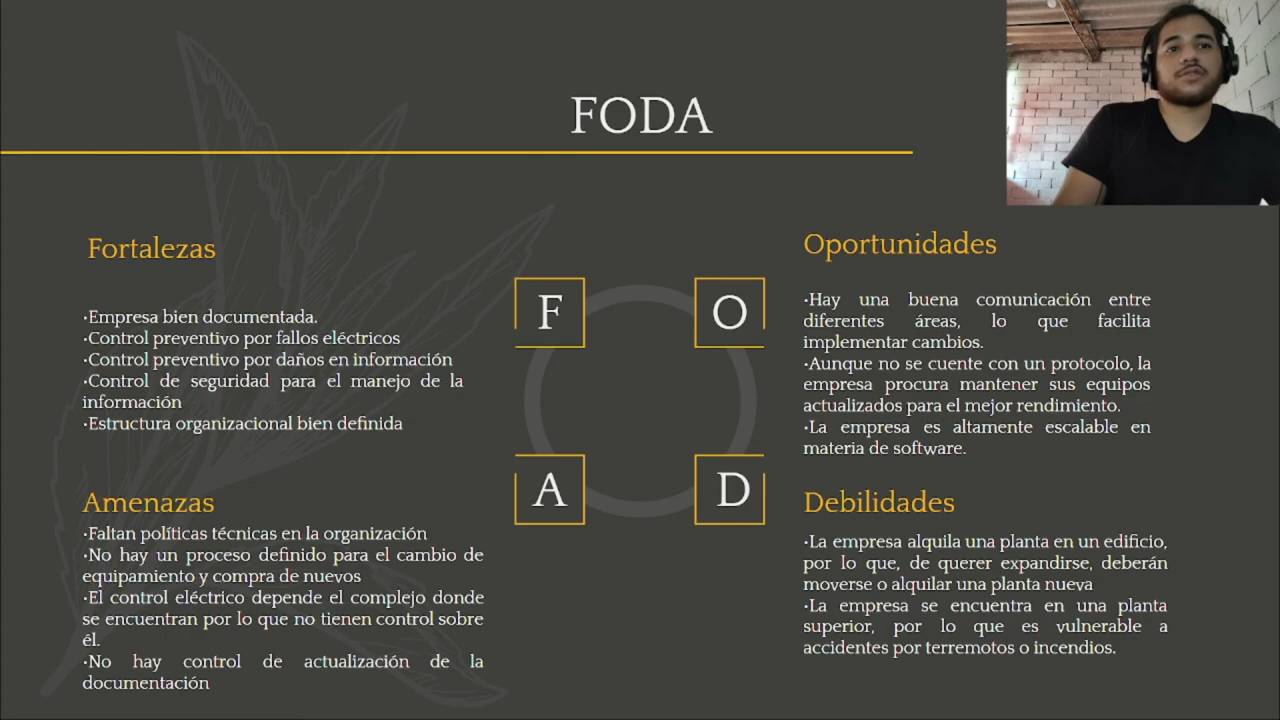 FODA
Fortalezas
·Empresa bien documentada.
·Control preventivo por fallos eléctricos
·Control preventivo por daños en información
·Control de seguridad para el manejo de la
información
·Estructura organizacional bien definida
F
O
A
D
Oportunidades
·Hay una buena comunicación entre
diferentes áreas, lo que facilita
implementar cambios.
·Aunque no se cuente con un protocolo, la
empresa procura mantener sus equipos
actualizados para el mejor rendimiento.
·La empresa es altamente escalable en
materia de software.
Amenazas
·Faltan políticas técnicas en la organización
·No hay un proceso definido para el cambio de
equipamiento y compra de nuevos
·El control eléctrico depende el complejo donde
se encuentran por lo que no tienen control sobre
él.
·No hay control de actualización de la
documentación
Debilidades
·La empresa alquila una planta en un edificio,
por lo que, de querer expandirse, deberán
moverse o alquilar una planta nueva
·La empresa se encuentra en una planta
superior, por lo que es vulnerable a
accidentes por terremotos o incendios.